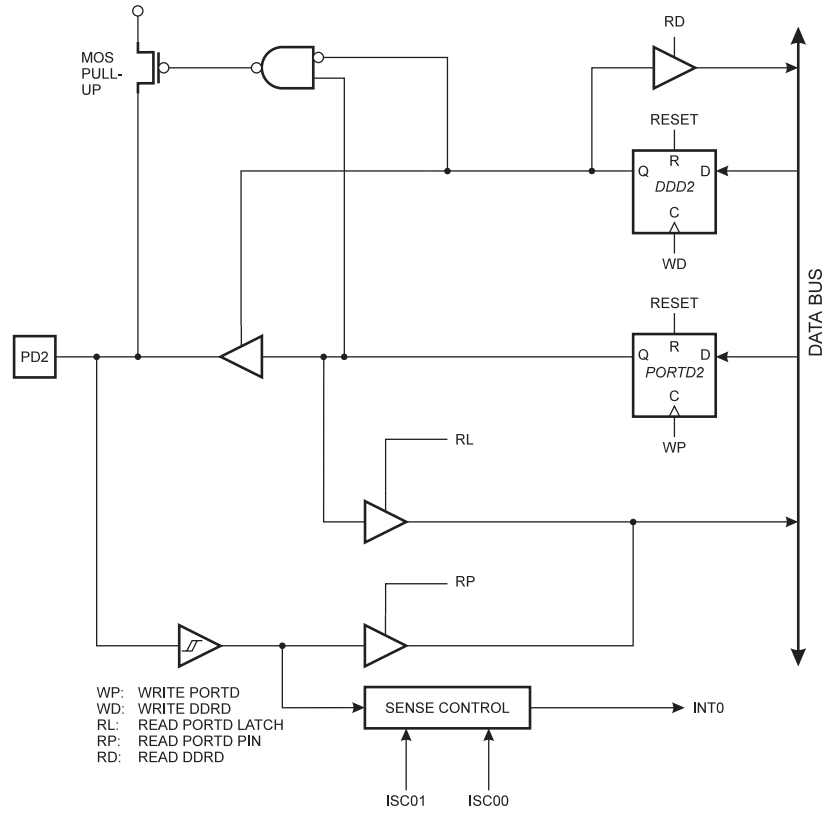 RD
MOS
PULL-
UP
RESET
R
Q
D
DDD2
C
WD
DATA BUS
RESET
PD2
R
Q
D
PORTD2
C
WP
RL
RP
WP: WRITE PORTD
WD: WRITE DDRD
RL: READ PORTD LATCH
RP: READ PORTD PIN
RD: READ DDRD
SENSE CONTROL
INT0
ISC01
ISC00